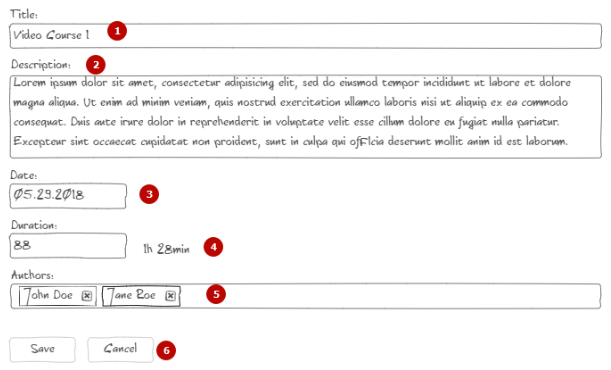 Title:
Video Course 1
1
Description:
2
Lorem ipsum dolor sit amet, consectetur adipisicing elit, sed do eiusmod tempor incididunt ut labore et dolore
magna aliqua. Ut enim ad minim veniam, quis nostrud exercitation ullamco laboris nisi ut aliquip ex ea commodo
consequat. Duis aute irure dolor in reprehenderit in voluptate velit esse cillum dolore eu fugiat nulla pariatur.
Excepteur sint occaecat cupidatat non proident, sunt in culpa qui officia deserunt mollit anim id est laborum.
Date:
05.29.2018
3
Duration:
88
1h 28min
4
Authors:
John Doe x Jane Roe x
5
Save Cancel
6